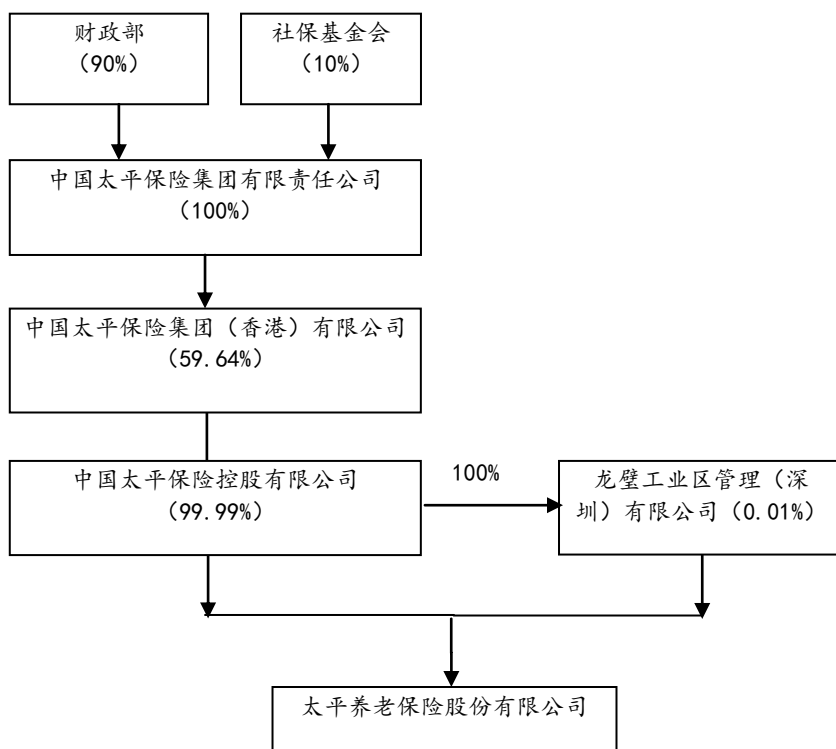 财政部
（90%）
社保基金会
（10%）
中国太平保险集团有限责任公司
（100%）
中国太平保险集团（香港）有限公司
（59.64%）
中国太平保险控股有限公司
（99.99%）
100%
龙璧工业区管理（深
圳）有限公司（0.01%）
太平养老保险股份有限公司